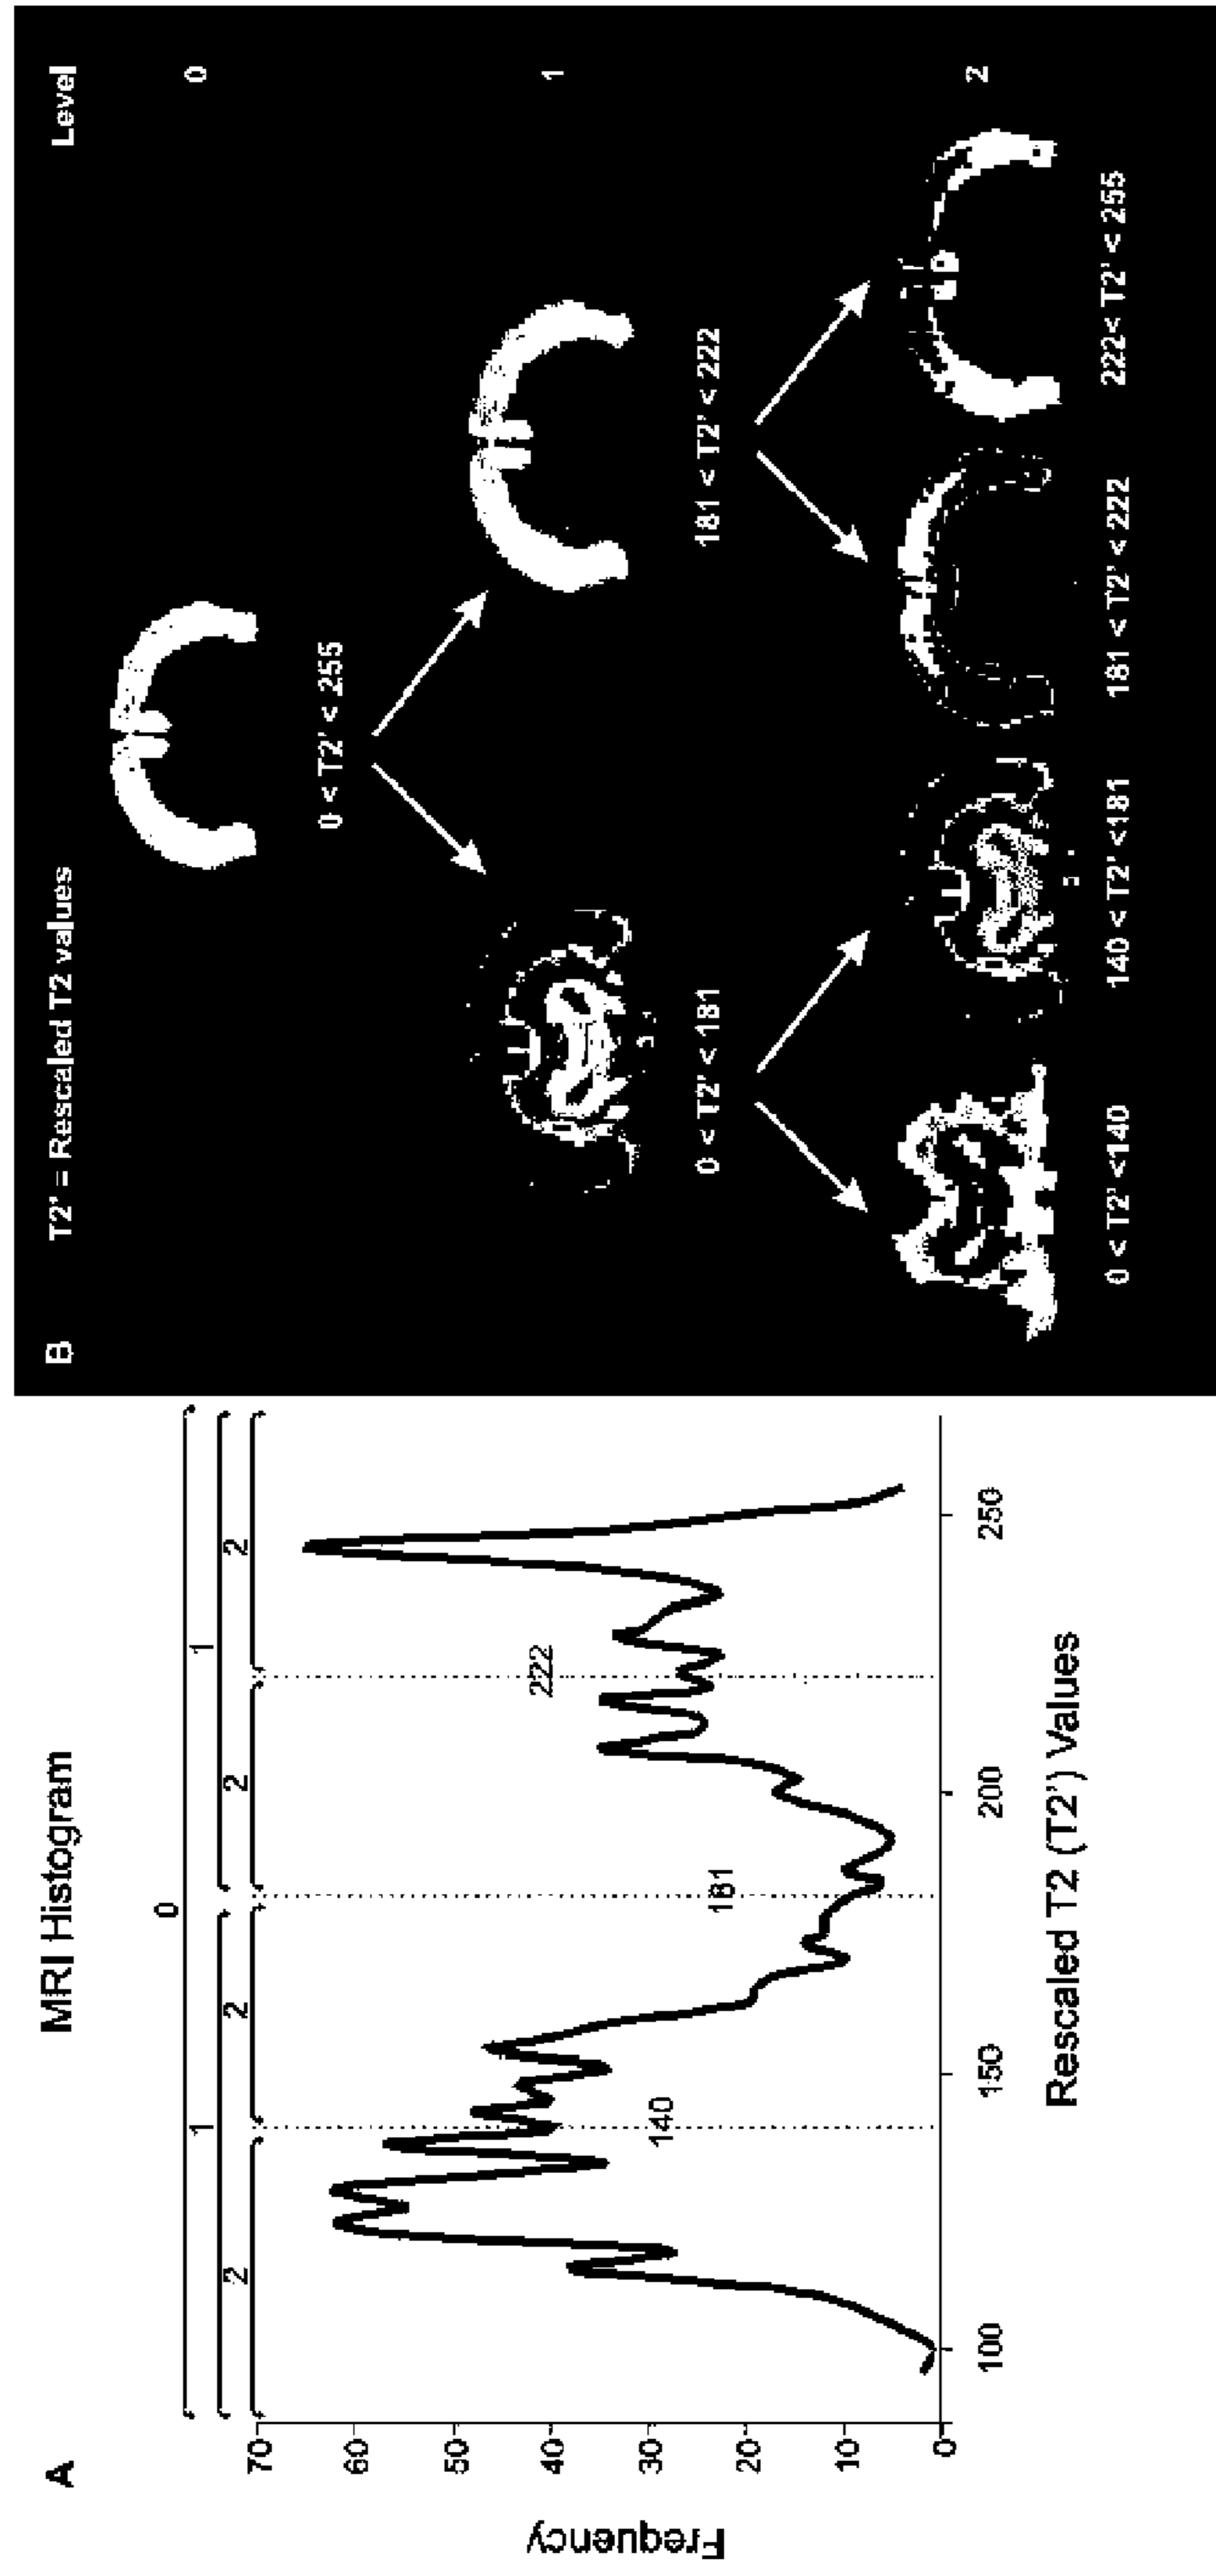 A
MRI Histogram
0
1
1
2
2
2
2
70
60
50
40
30
20
10
0
Frequency
140
181
222
100
150
200
250
Rescaled T2 (T2') Values
B
T2' = Rescaled T2 values
Level
0
0 < T2' < 255
1
0 < T2' < 181
181 < T2' < 222
2
0 < T2' <140
140 < T2' <181
181 < T2' < 222
222< T2' < 255